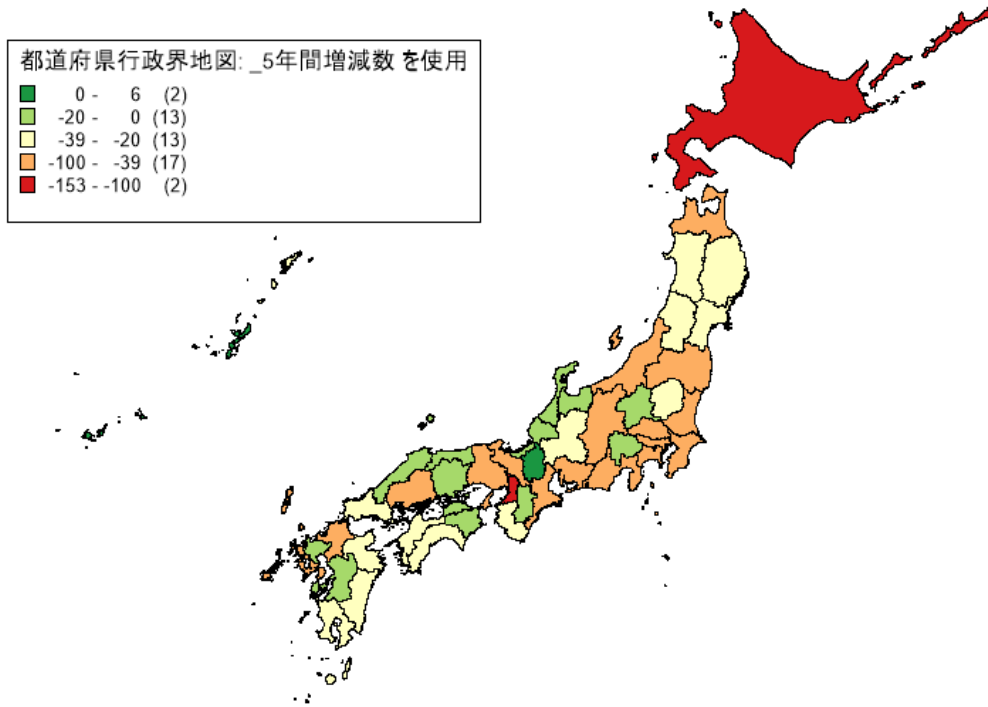 都道府県行政界地図: _5年間増減数 を使用
0 - 6 (2)
-20 - 0 (13)
-39 - -20 (13)
-100 - -39 (17)
-153 - -100 (2)